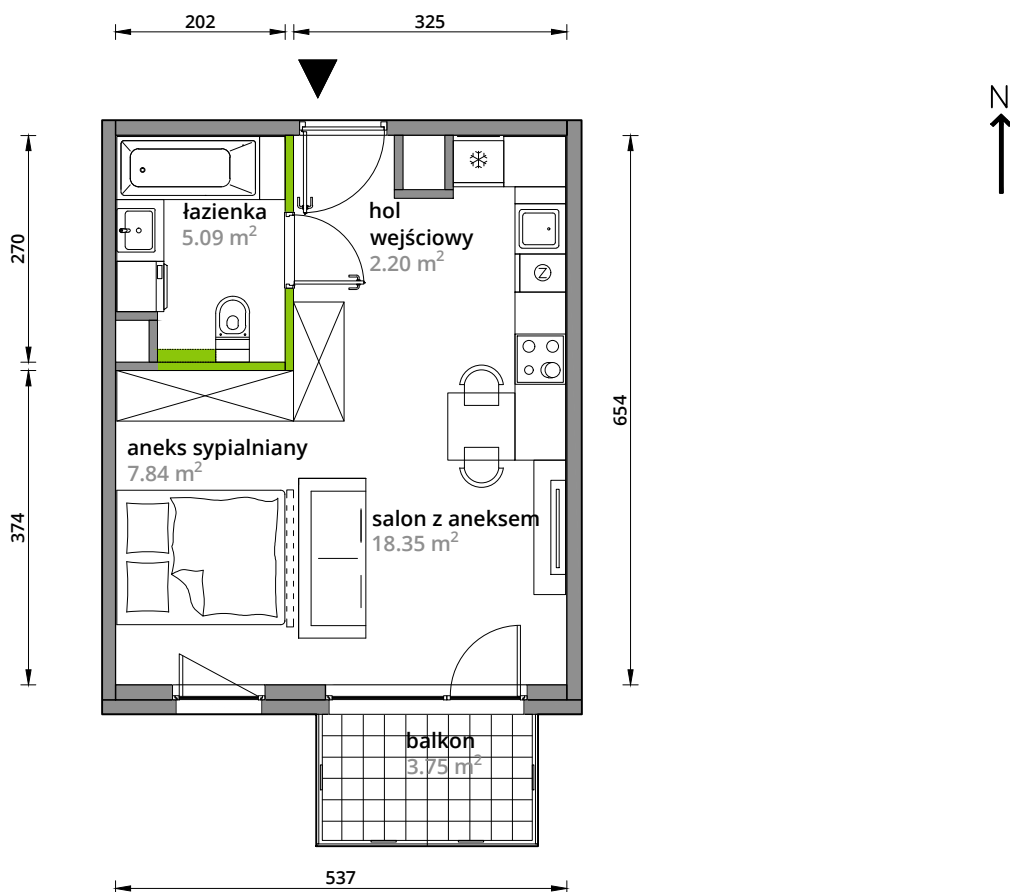 202
325
N
łazienka
5.09 m²
hol
wejściowy
2.20 m²
270
Z
654
aneks sypialniany
7.84 m²
374
salon z aneksem
18.35 m²
balkon
3.75 m²
537